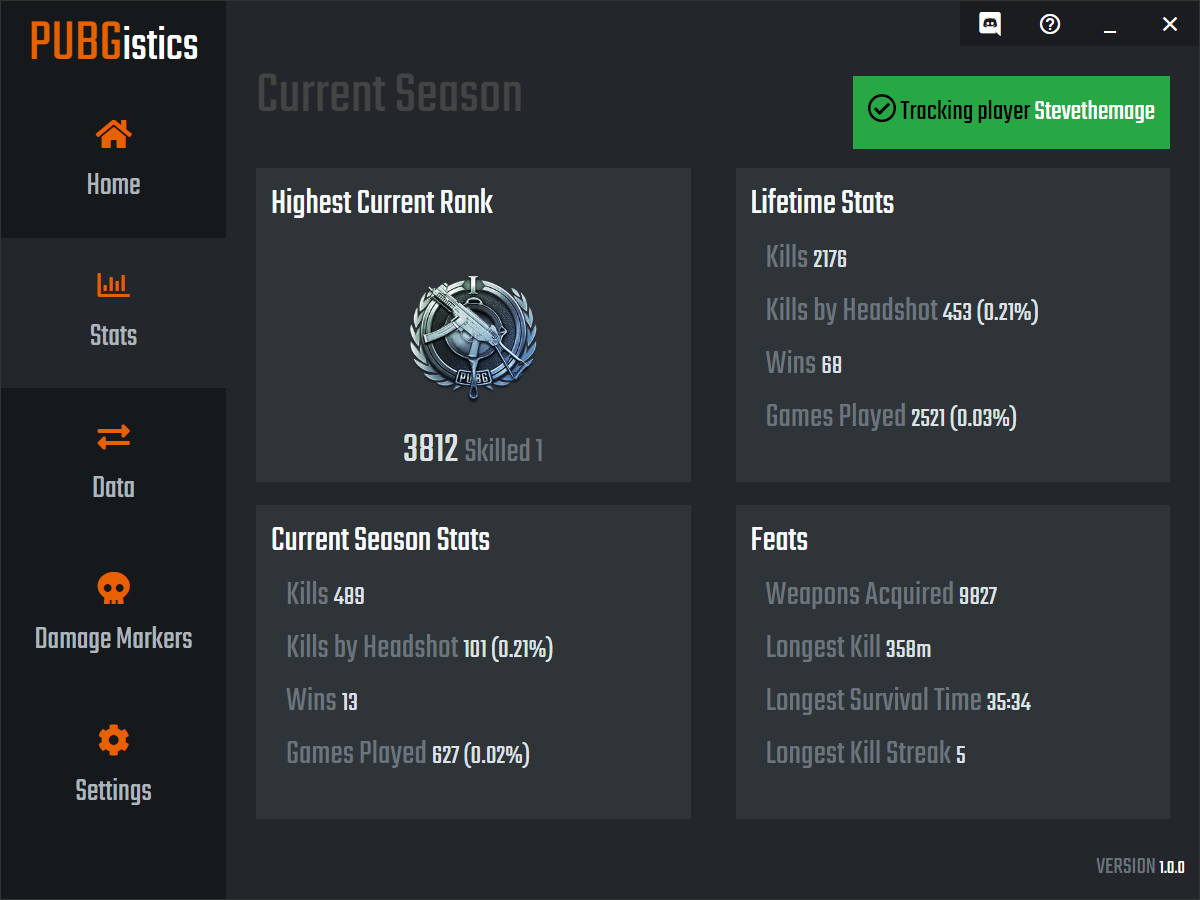 PUBGistics
Home
Stats
Data
Damage Markers
Settings
Current Season
Tracking player Stevethemage
Highest Current Rank
I
PUBG
3812 Skilled 1
Lifetime Stats
Kills 2176
Kills by Headshot 453 (0.21%)
Wins 68
Games Played 2521 (0.03%)
Current Season Stats
Kills 489
Kills by Headshot 101 (0.21%)
Wins 13
Games Played 627 (0.02%)
Feats
Weapons Acquired 9827
Longest Kill 358m
Longest Survival Time 35:34
Longest Kill Streak 5
VERSION 1.0.0